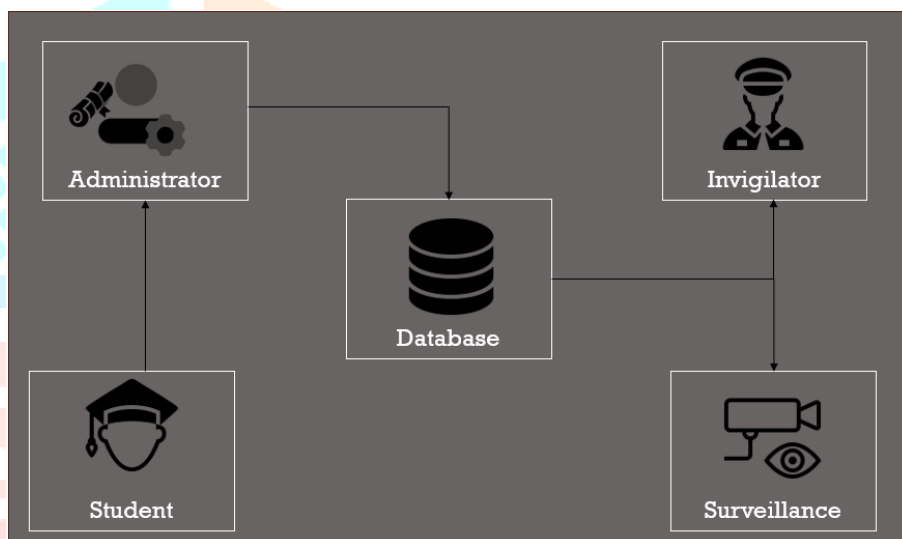 Administrator
Invigilator
Database
Student
Surveillance